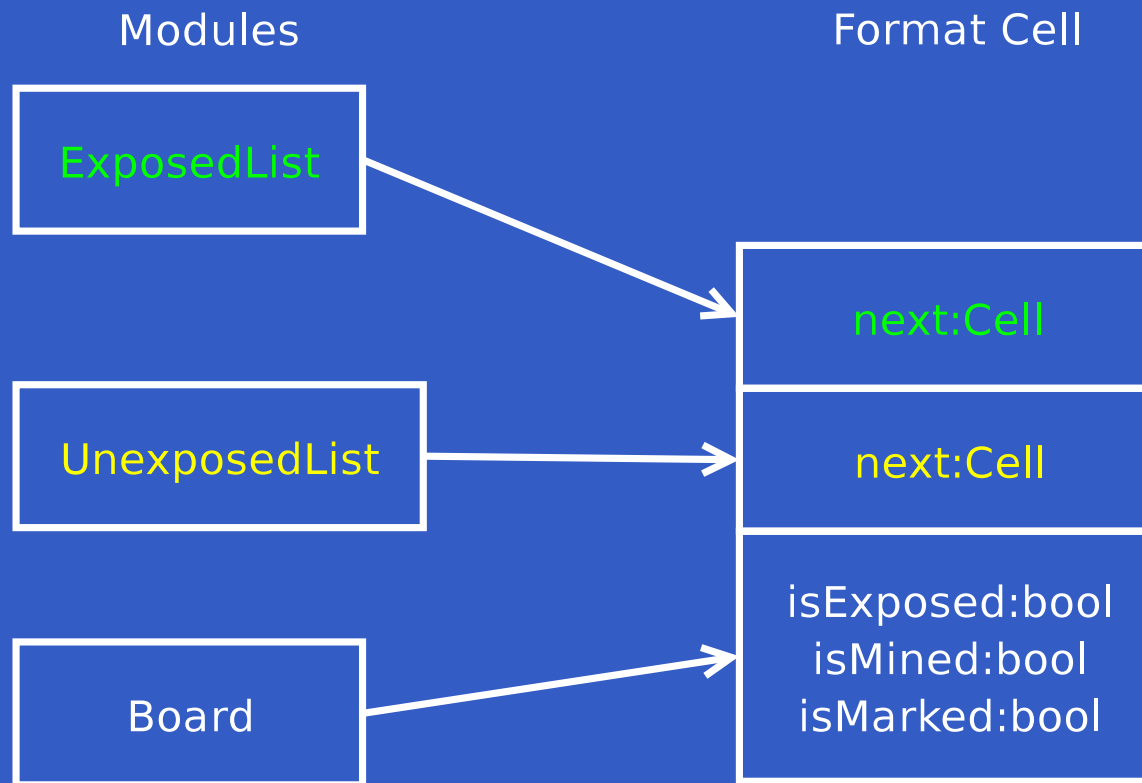 Modules
Format Cell
ExposedList
next:Cell
UnexposedList
next:Cell
isExposed:bool
isMined:bool
isMarked:bool
Board